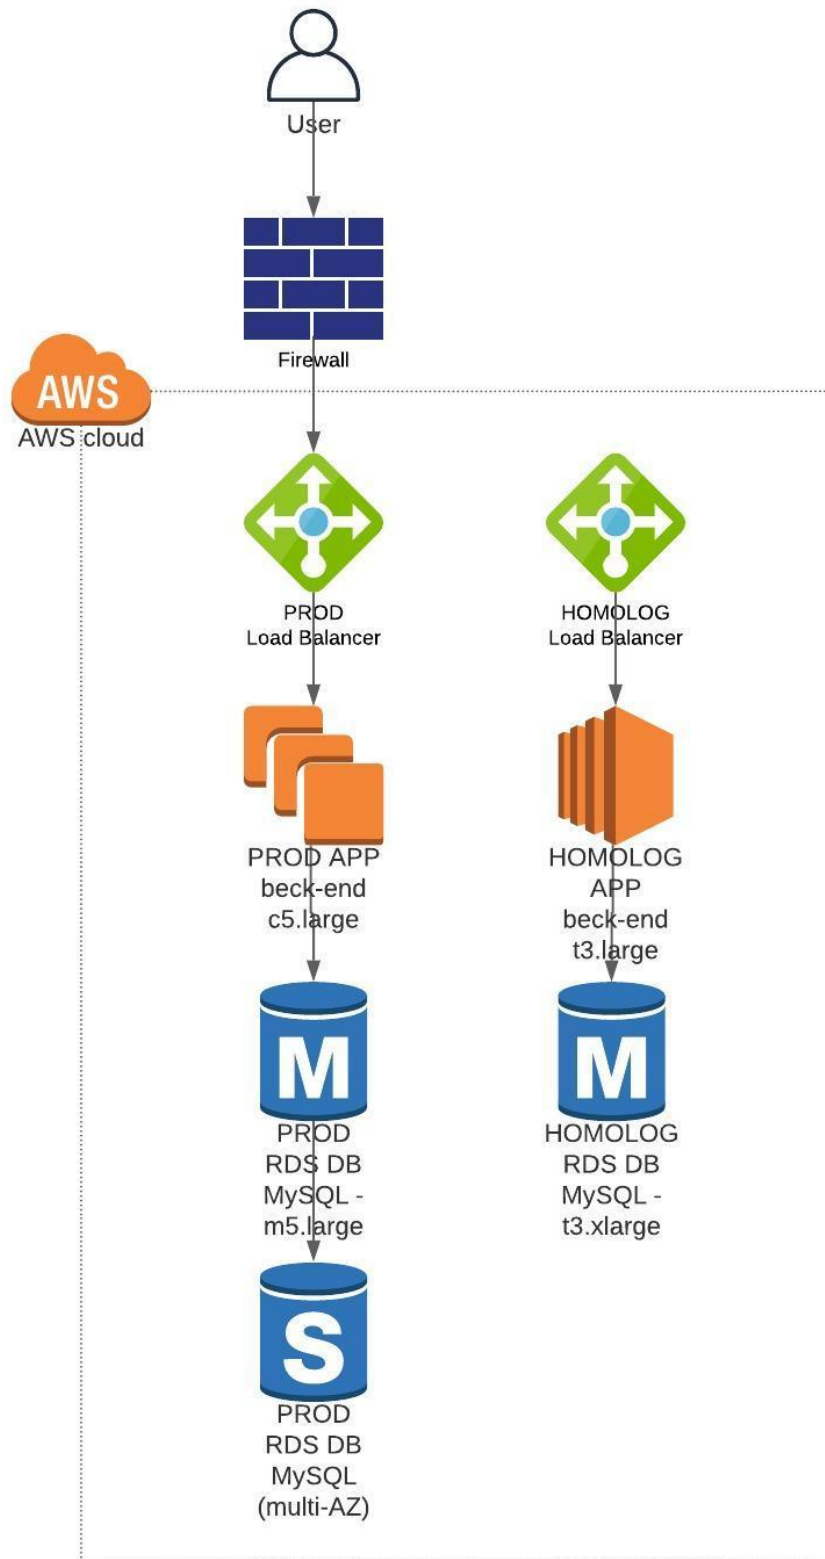 User
Firewall
AWS
AWS cloud
PROD
Load Balancer
HOMOLOG
Load Balancer
PROD APP
beck-end
c5.large
HOMOLOG
APP
beck-end
t3.large
M
M
PROD
RDS DB
MySQL -
m5.large
HOMOLOG
RDS DB
MySQL -
t3.xlarge
S
PROD
RDS DB
MySQL
(multi-AZ)